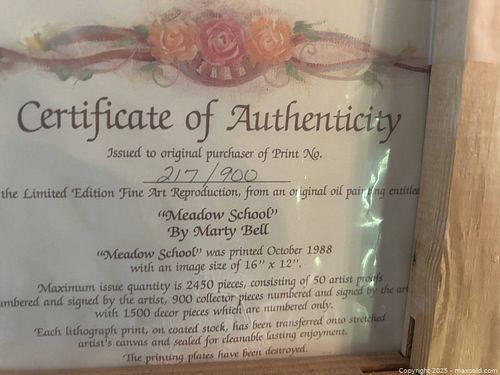 Certificate of Authenticity
Issued to original purchaser of Print No.
217/900
the Limited Edition Fine Art Reproduction, from an original oil painting entitled
"Meadow School"
By Marty Bell
"Meadow School" was printed October 1988
with an image size of 16" x 12".
Maximum issue quantity is 2450 pieces, consisting of 50 artist proofs
numbered and signed by the artist, 900 collector pieces numbered and signed by the art
with 1500 decor pieces which are numbered only.
Each lithograph print, on coated stock, has been transferred onto stretched
artist's canvas and sealed for cleanable lasting enjoyment.
The printing plates have been destroyed.
Copyright 2025 - maxsold.com